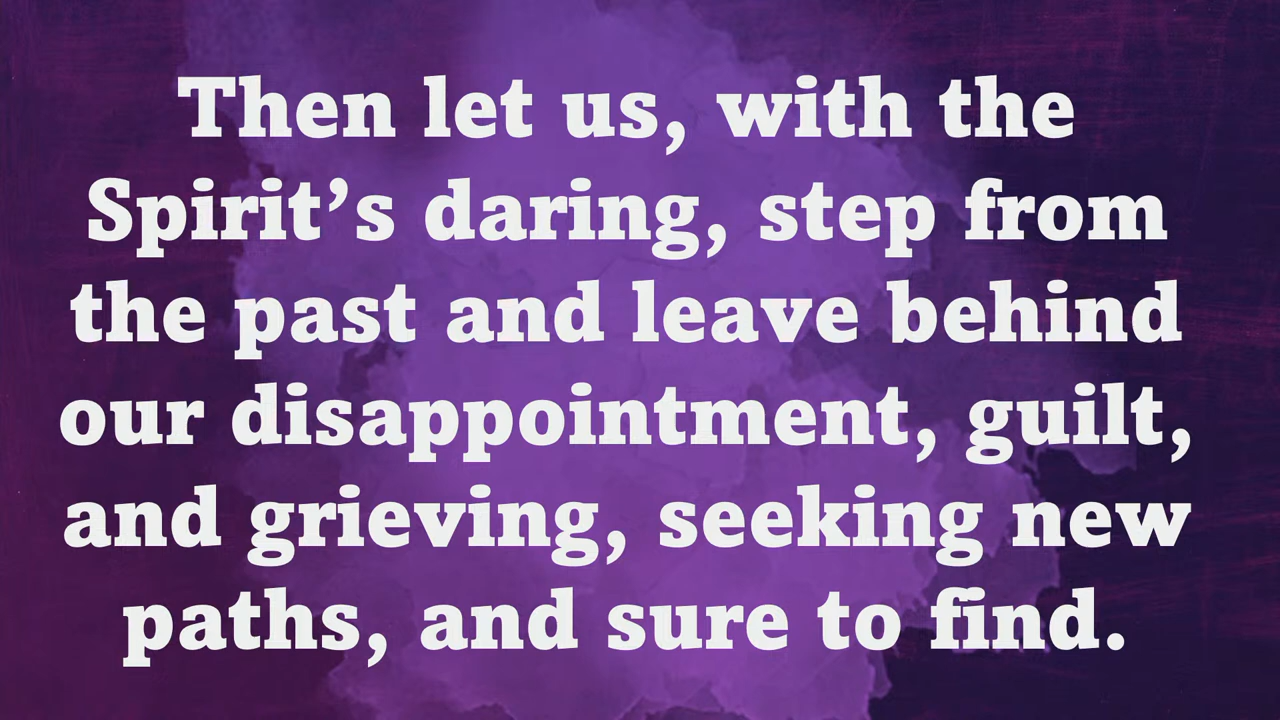 Then let us, with the
Spirit’s daring, step from
the past and leave behind
our disappointment, guilt,
and grieving, seeking new
paths, and sure to find.